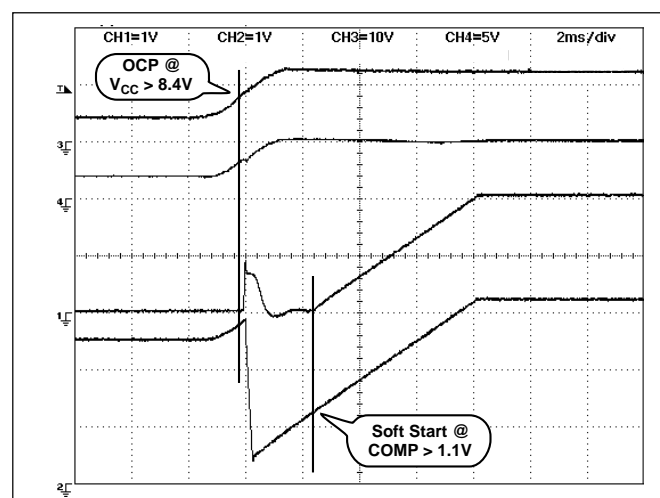 CH1=1V CH2=1V CH3=10V CH4=5V 2ms/div
OCP @
V_CC > 8.4V
T
3
4
1
Soft Start @
COMP > 1.1V
2